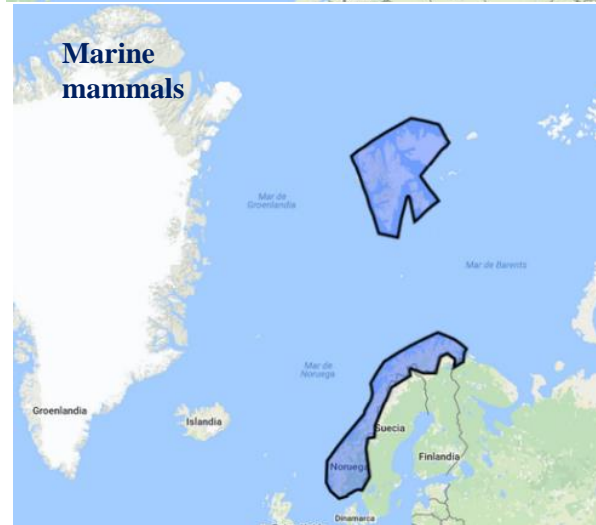 Marine
mammals
Mar de
Groenlandia
Mar de Barents
Mar de
Noruega
Groenlandia
Islandia
Suecia
Noruega
Finlandia
Dinamarca